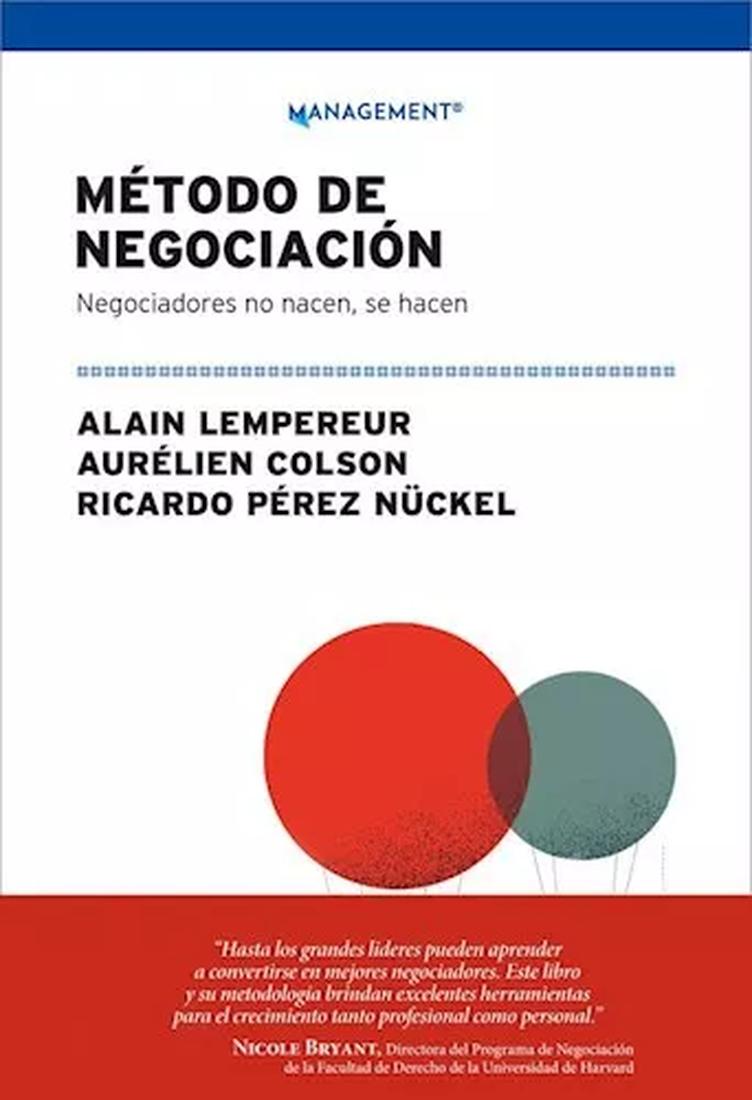 MANAGEMENT®
MÉTODO DE
NEGOCIACIÓN
Negociadores no nacen, se hacen
ALAIN LEMPEREUR
AURÉLIEN COLSON
RICARDO PÉREZ NÜCKEL
“Hasta los grandes líderes pueden aprender
a convertirse en mejores negociadores. Este libro
y su metodología brindan excelentes herramientas
para el crecimiento tanto profesional como personal.”
NICOLE BRYANT, Directora del Programa de Negociación
de la Facultad de Derecho de la Universidad de Harvard